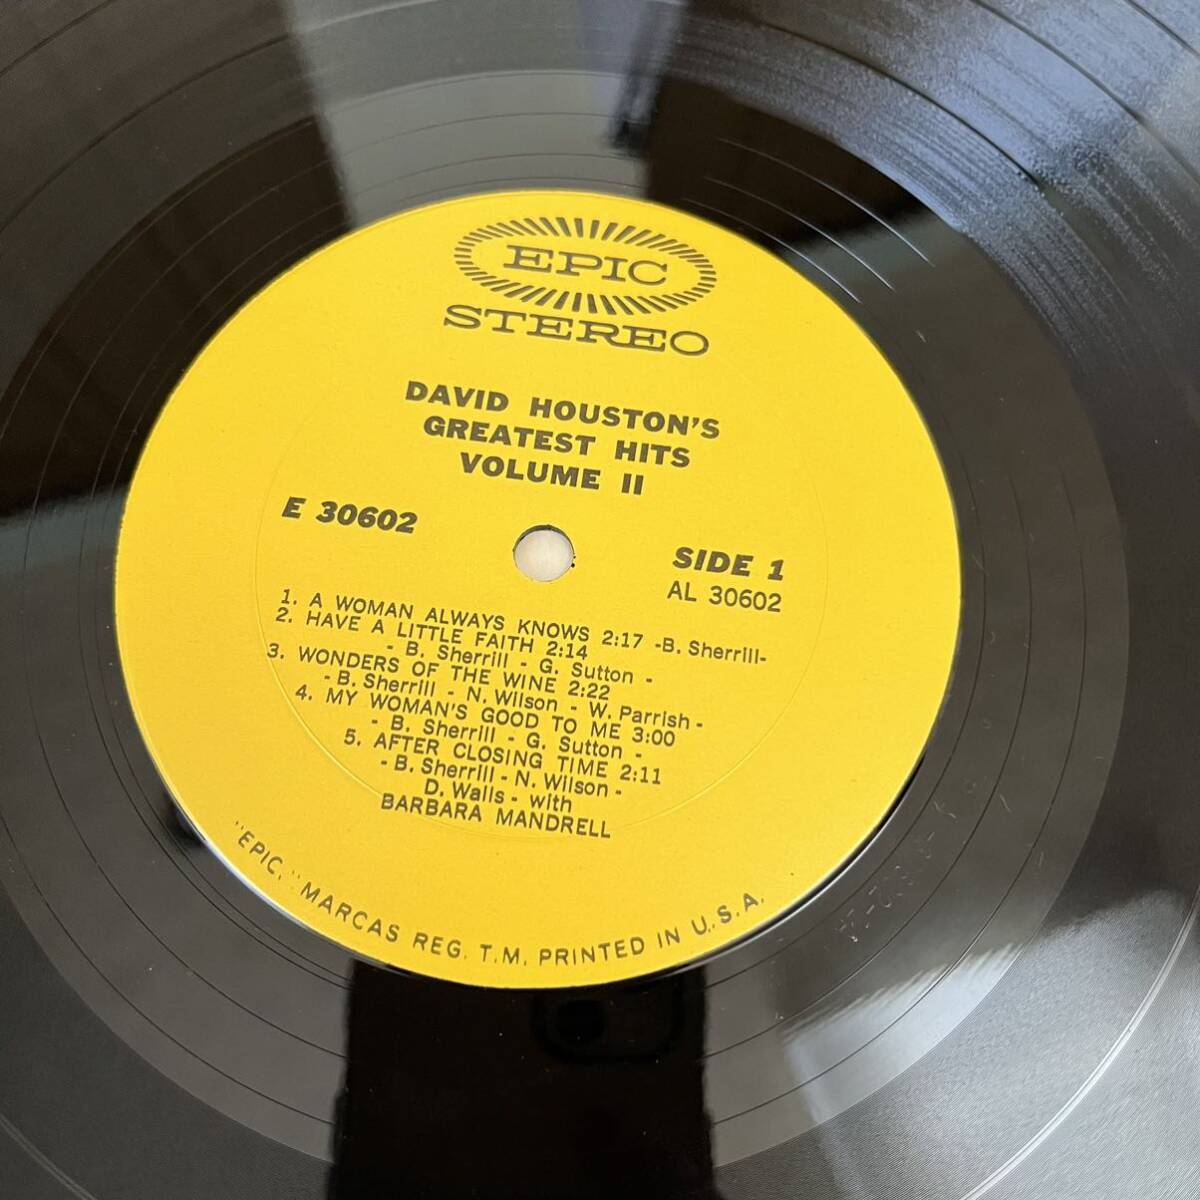 EPIC
STEREO
DAVID HOUSTON'S
GREATEST HITS
VOLUME II
E 30602
SIDE 1
AL 30602
1. A WOMAN ALWAYS KNOWS 2:17 -B. Sherrill-
2. HAVE A LITTLE FAITH 2:14
- B. Sherrill - G. Sutton -
3. WONDERS OF THE WINE 2:22
- B. Sherrill - N. Wilson - W. Parrish -
4. MY WOMAN'S GOOD TO ME 3:00
- B. Sherrill - G. Sutton -
5. AFTER CLOSING TIME 2:11
- B. Sherrill - N. Wilson -
D. Walls - with
BARBARA MANDRELL
"EPIC," MARCAS REG. T.M. PRINTED IN U.S.A.